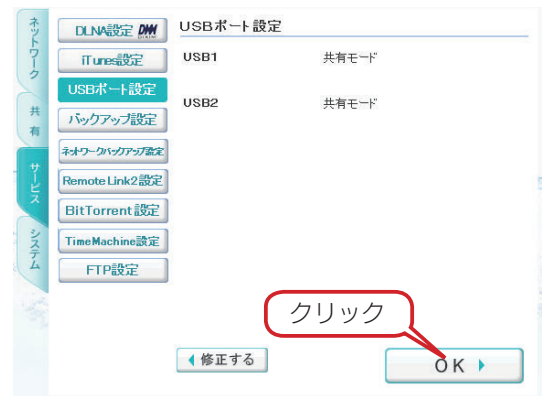 ネットワーク
共有
サービス
システム
DLNA設定
iTunes設定
USBポート設定
バックアップ設定
ネットワークバックアップ設定
RemoteLink2設定
BitTorrent設定
TimeMachine設定
FTP設定
USBポート設定
USB1 共有モード
USB2 共有モード
クリック
修正する
OK